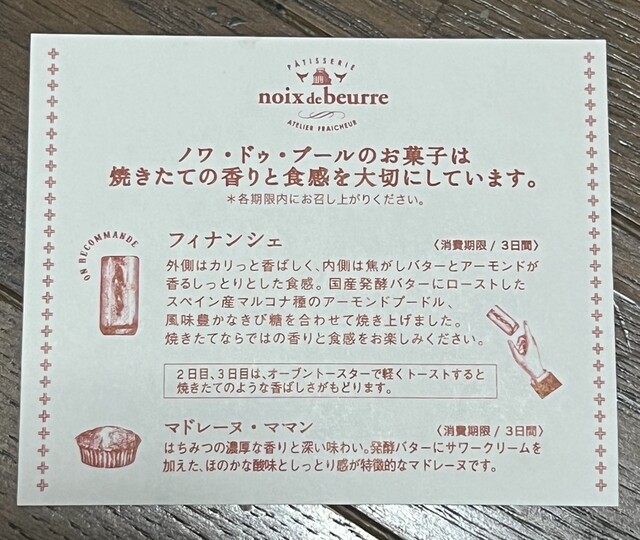 PÂTISSERIE
noix de beurre
ATELIER FRAICHEUR
ノワ・ドゥ・ブールのお菓子は
焼きたての香りと食感を大切にしています。
＊各期限内にお召し上がりください。
ON RECOMMANDE
フィナンシェ 〈消費期限 / 3日間〉
外側はカリっと香ばしく、内側は焦がしバターとアーモンドが
香るしっとりとした食感。国産発酵バターにローストした
スペイン産マルコナ種のアーモンドプードル、
風味豊かなきび糖を合わせて焼き上げました。
焼きたてならではの香りと食感をお楽しみください。
2日目、3日目は、オーブントースターで軽くトーストすると
焼きたてのような香ばしさがもどります。
マドレーヌ・ママン 〈消費期限 / 3日間〉
はちみつの濃厚な香りと深い味わい。発酵バターにサワークリームを
加えた、ほのかな酸味としっとり感が特徴的なマドレーヌです。